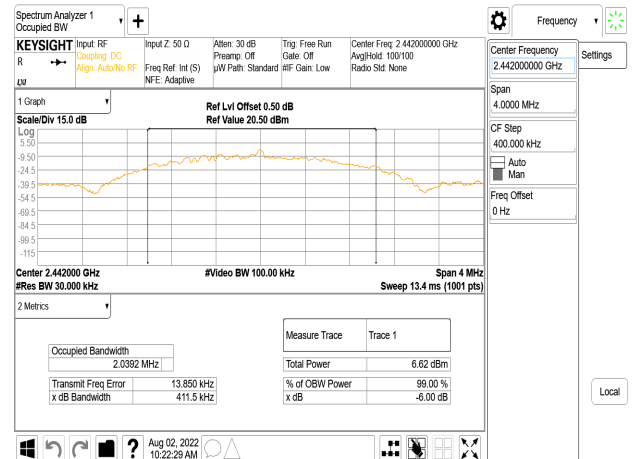 Spectrum Analyzer 1
Occupied BW
Frequency
KEYSIGHT
R
LXI
Input: RF
Coupling: DC
Align: Auto/No RF
Input Z: 50 Ω
Freq Ref: Int (S)
NFE: Adaptive
Atten: 30 dB
Preamp: Off
µW Path: Standard
Trig: Free Run
Gate: Off
#IF Gain: Low
Center Freq: 2.442000000 GHz
Avg|Hold: 100/100
Radio Std: None
Center Frequency
2.442000000 GHz
Settings
Span
4.0000 MHz
CF Step
400.000 kHz
Auto
Man
Freq Offset
0 Hz
Local
1 Graph
Scale/Div 15.0 dB
Ref Lvl Offset 0.50 dB
Ref Value 20.50 dBm
Log
5.50
-9.50
-24.5
-39.5
-54.5
-69.5
-84.5
-99.5
-115
Center 2.442000 GHz
#Video BW 100.00 kHz
Span 4 MHz
#Res BW 30.000 kHz
Sweep 13.4 ms (1001 pts)
2 Metrics
Measure Trace Trace 1
Occupied Bandwidth
2.0392 MHz
Total Power 6.62 dBm
Transmit Freq Error 13.850 kHz
% of OBW Power 99.00 %
x dB Bandwidth 411.5 kHz
x dB -6.00 dB
?
Aug 02, 2022
10:22:29 AM